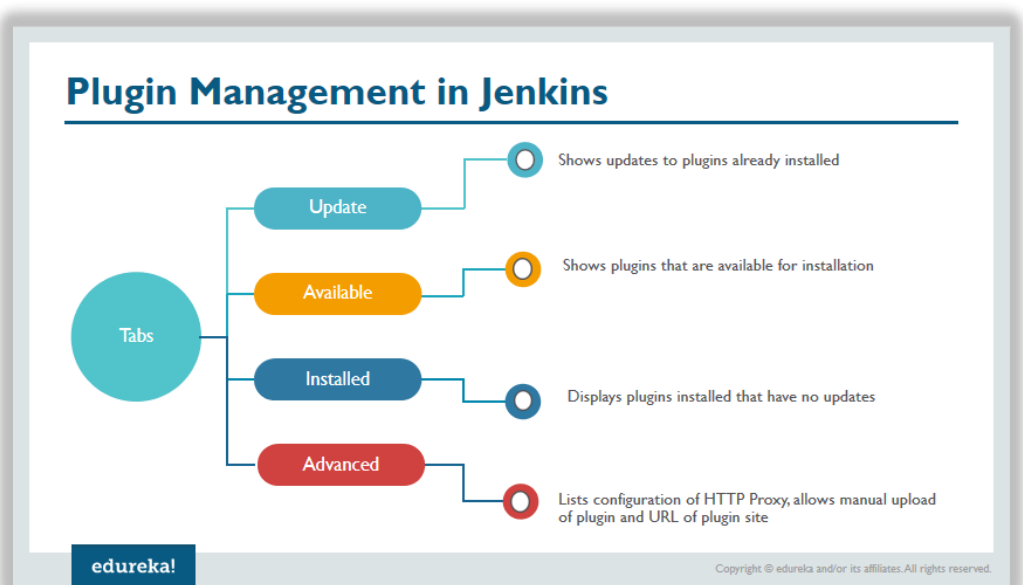 Plugin Management in Jenkins
Tabs
Update
Shows updates to plugins already installed
Available
Shows plugins that are available for installation
Installed
Displays plugins installed that have no updates
Advanced
Lists configuration of HTTP Proxy, allows manual upload
of plugin and URL of plugin site
edureka!
Copyright © edureka and/or its affiliates. All rights reserved.